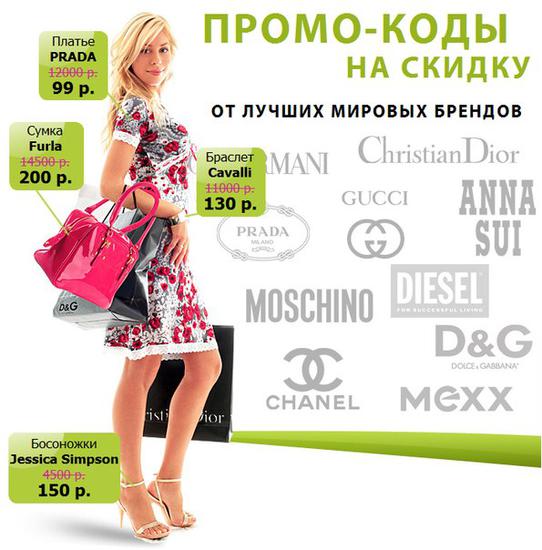 ПРОМО-КОДЫ
НА СКИДКУ
ОТ ЛУЧШИХ МИРОВЫХ БРЕНДОВ
Платье
PRADA
12000 р.
99 р.
Сумка
Furla
14500 р.
200 р.
Браслет
Cavalli
11000 р.
130 р.
ChristianDior
GUCCI
ANNA
SUI
PRADA
MILANO
DIESEL
FOR SUCCESSFUL LIVING
MOSCHINO
D&G
D&G
DOLCE & GABBANA
CHANEL
mexx
hristian Dior
Босоножки
Jessica Simpson
4500 р.
150 р.